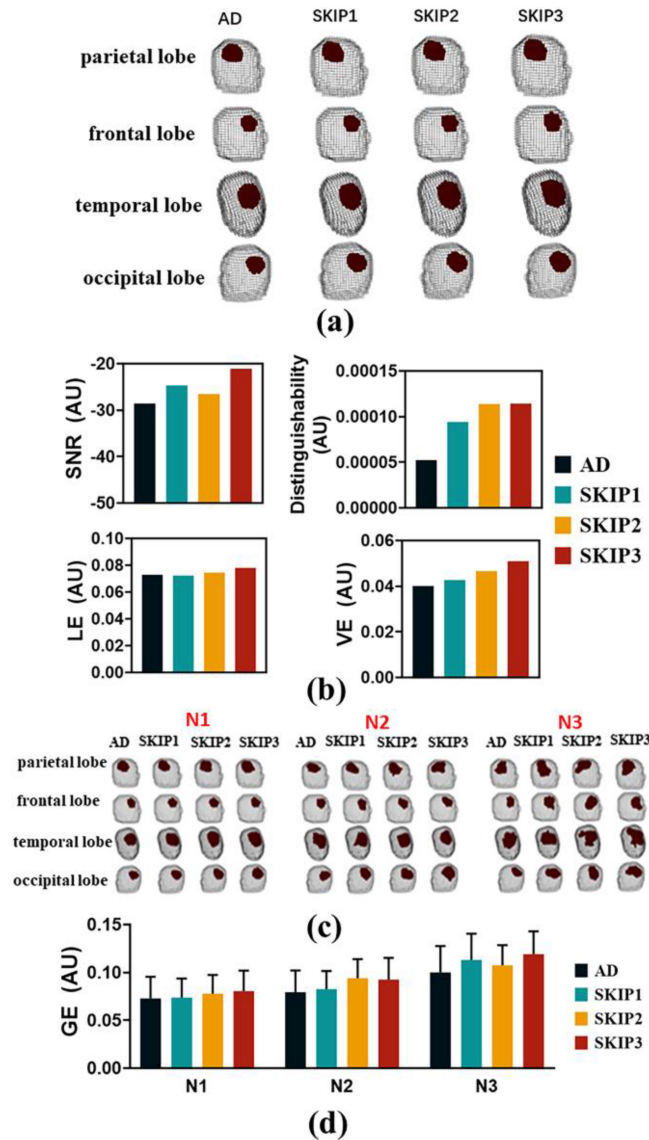 AD SKIP1 SKIP2 SKIP3
parietal lobe
frontal lobe
temporal lobe
occipital lobe
(a)
SNR (AU)
-20
-30
-40
-50
Distinguishability (AU)
0.00015
0.00010
0.00005
0.00000
AD
SKIP1
SKIP2
SKIP3
LE (AU)
0.10
0.08
0.06
0.04
0.02
0.00
VE (AU)
0.06
0.04
0.02
0.00
(b)
N1 N2 N3
AD SKIP1 SKIP2 SKIP3 AD SKIP1 SKIP2 SKIP3 AD SKIP1 SKIP2 SKIP3
parietal lobe
frontal lobe
temporal lobe
occipital lobe
(c)
GE (AU)
0.15
0.10
0.05
0.00
N1 N2 N3
AD
SKIP1
SKIP2
SKIP3
(d)